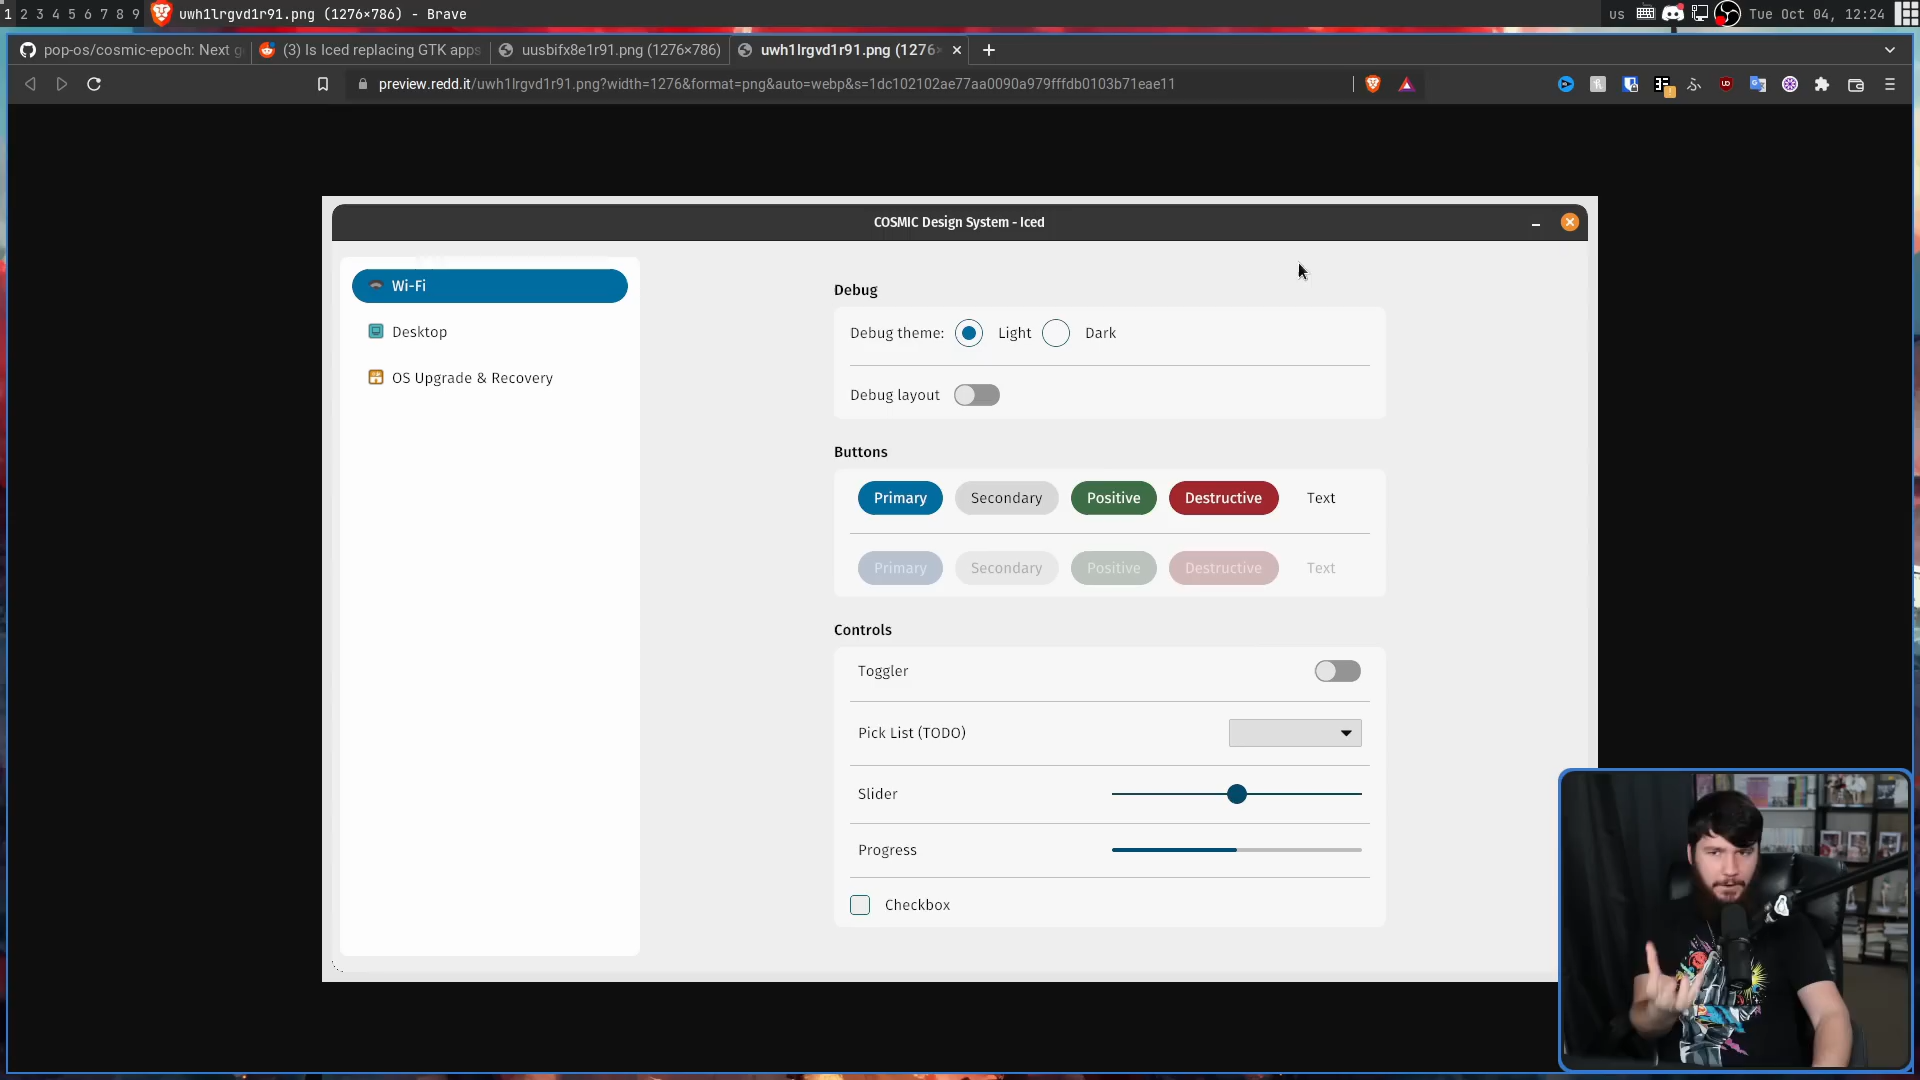 1 2 3 4 5 6 7 8 9 uwh1lrgvd1r91.png (1276×786) - Brave us Tue Oct 04, 12:24
pop-os/cosmic-epoch: Next g (3) Is Iced replacing GTK apps uusbifx8e1r91.png (1276×786) uwh1lrgvd1r91.png (1276×
preview.redd.it/uwh1lrgvd1r91.png?width=1276&format=png&auto=webp&s=1dc102102ae77aa0090a979fffdb0103b71eae11
COSMIC Design System - Iced
Wi-Fi
Desktop
OS Upgrade & Recovery
Debug
Debug theme: Light Dark
Debug layout
Buttons
Primary Secondary Positive Destructive Text
Primary Secondary Positive Destructive Text
Controls
Toggler
Pick List (TODO)
Slider
Progress
Checkbox